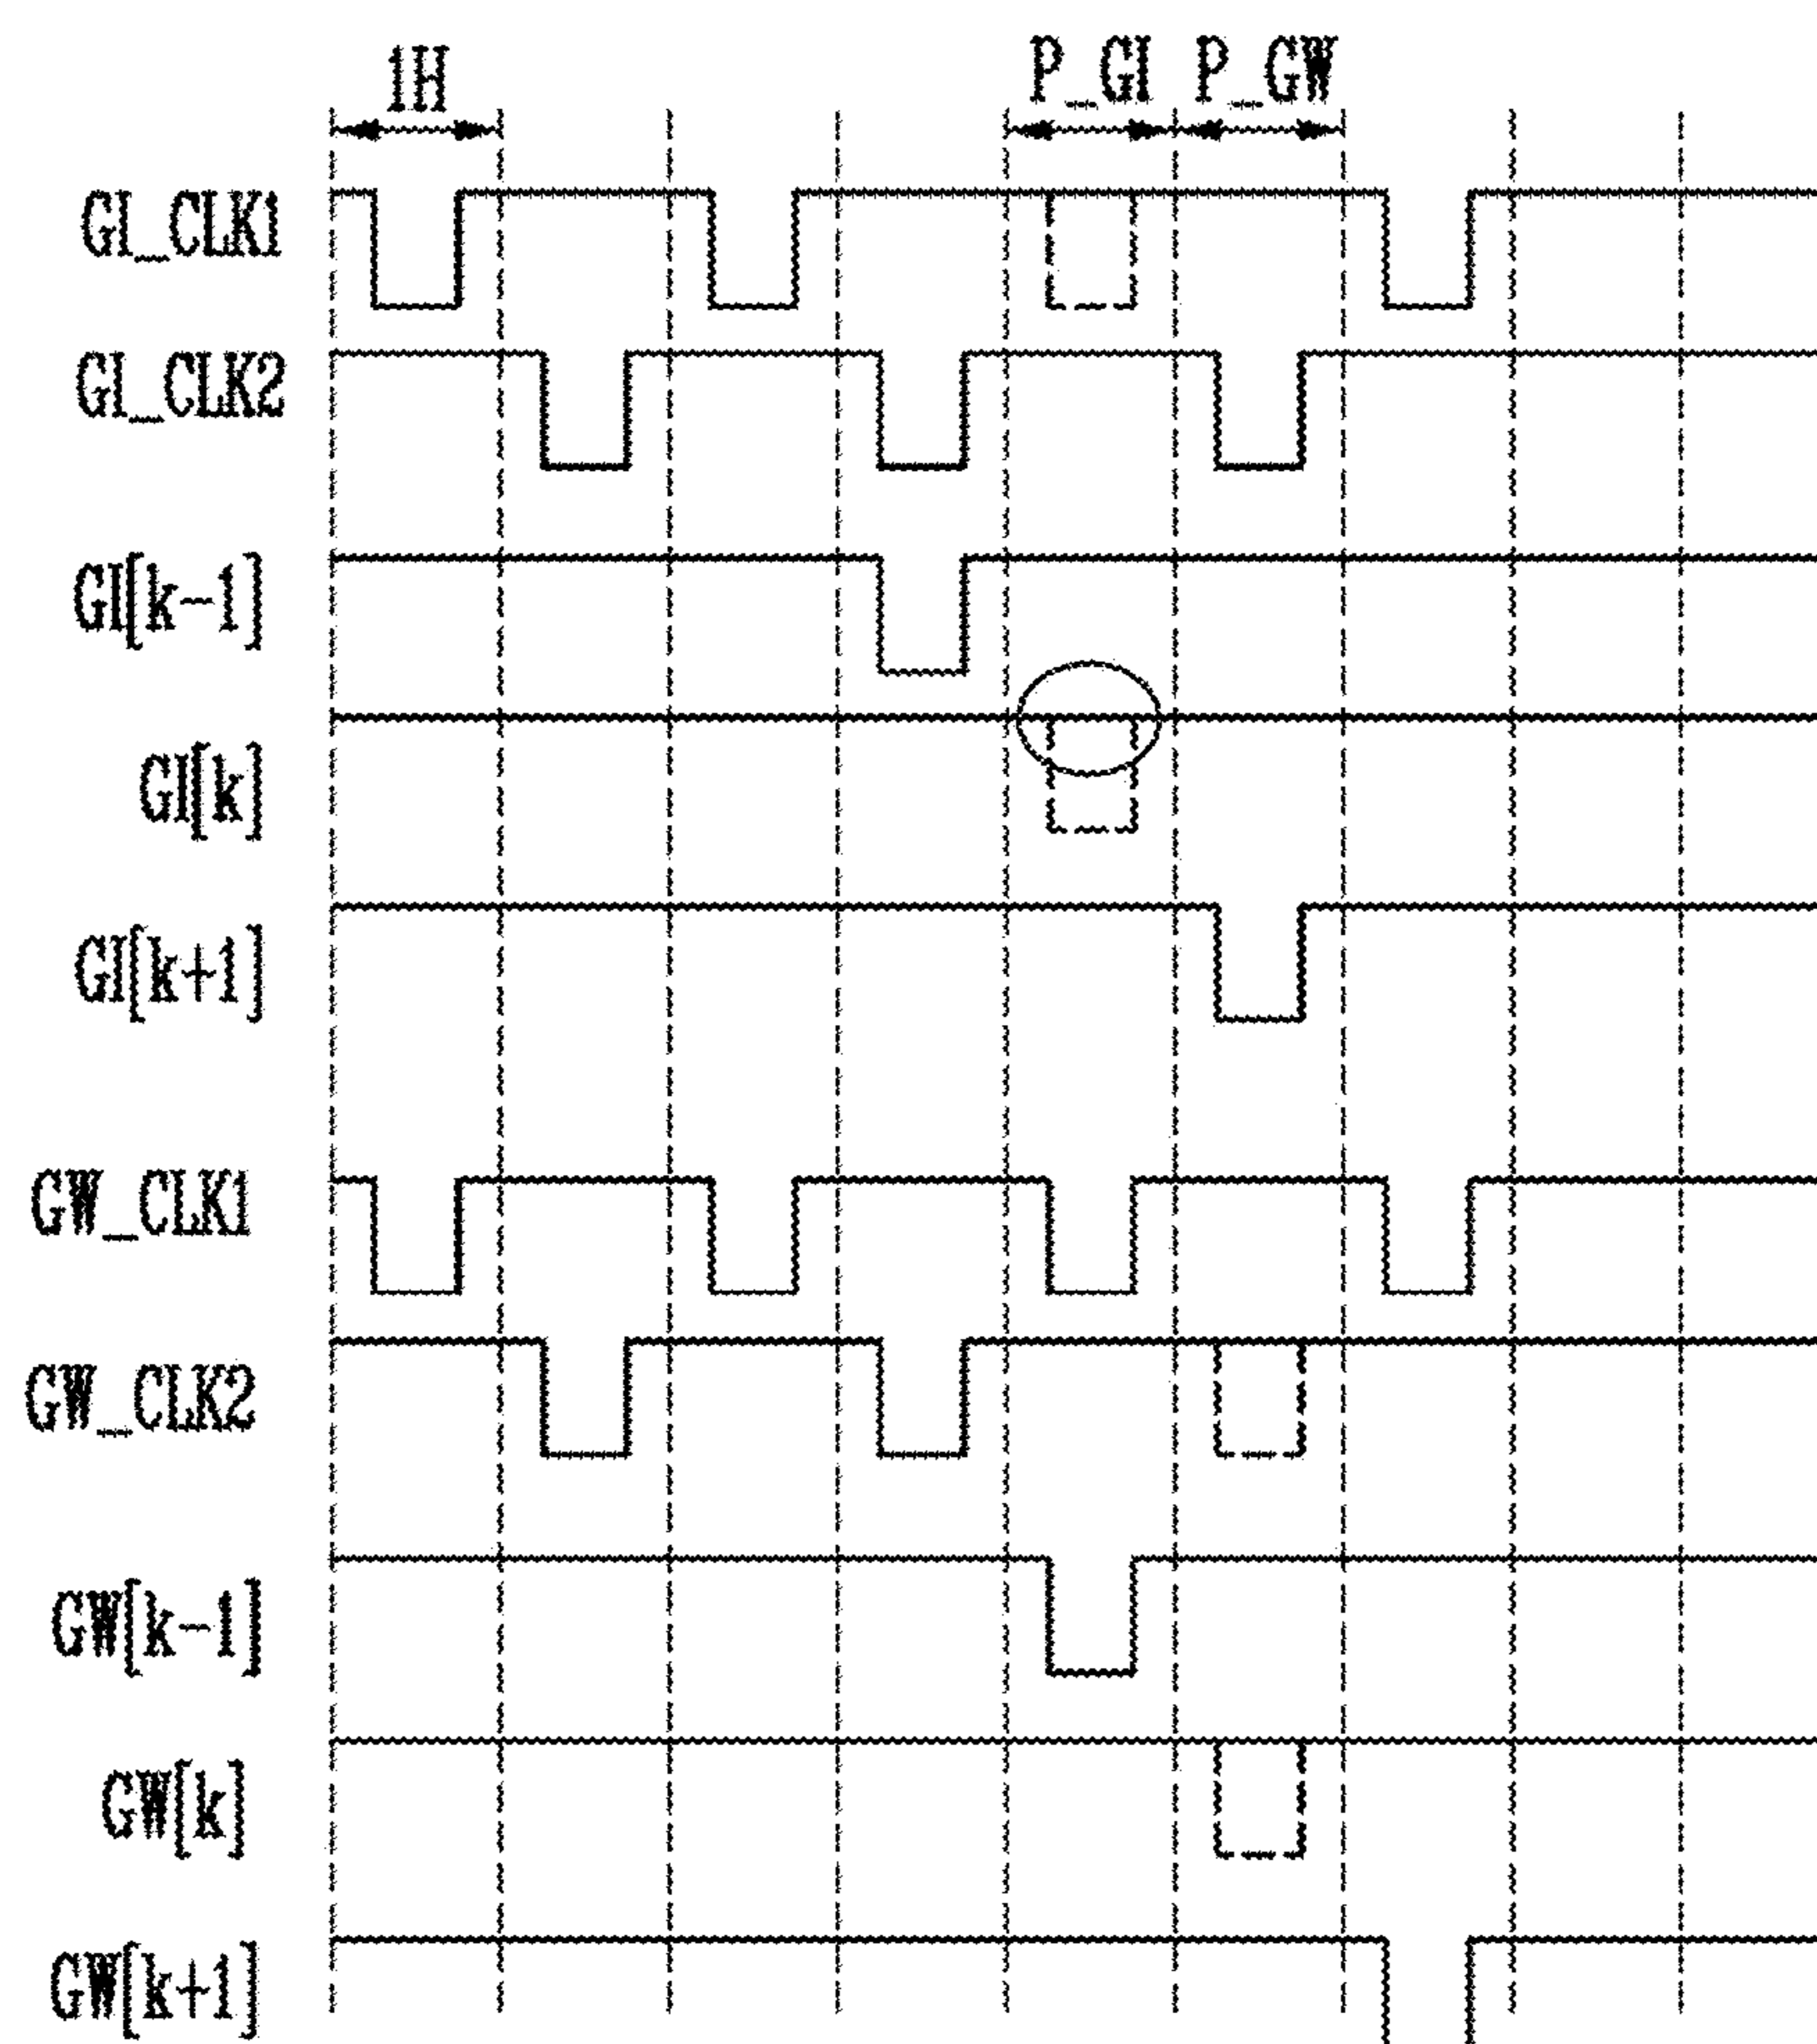 1H P_GI P_GW
GI_CLK1
GI_CLK2
GI[k-1]
GI[k]
GI[k+1]
GW_CLK1
GW_CLK2
GW[k-1]
GW[k]
GW[k+1]